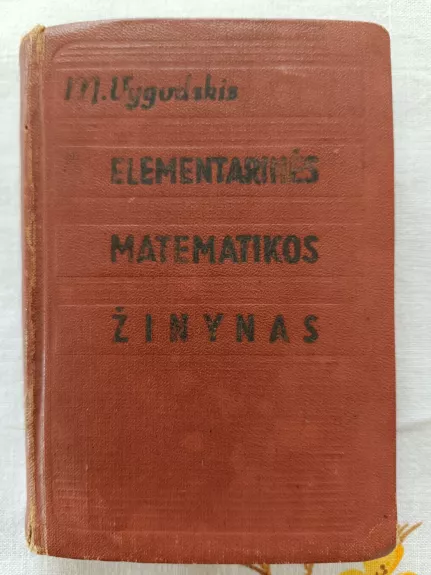 M. Vygodskis
ELEMENTARINĖS
MATEMATIKOS
ŽINYNAS